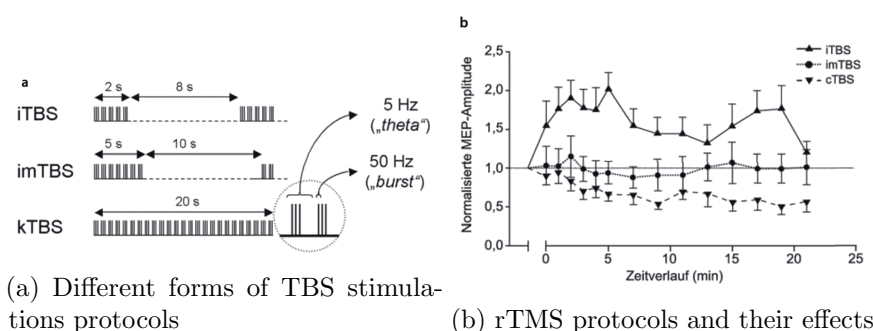 a
2 s 8 s
iTBS
5 s 10 s
imTBS
20 s
kTBS
5 Hz
(„theta“)
50 Hz
(„burst“)
(a) Different forms of TBS stimula-
tions protocols
b
Normalisierte MEP-Amplitude
2,5
2,0
1,5
1,0
0,5
0,0
iTBS
imTBS
cTBS
0 5 10 15 20 25
Zeitverlauf (min)
(b) rTMS protocols and their effects